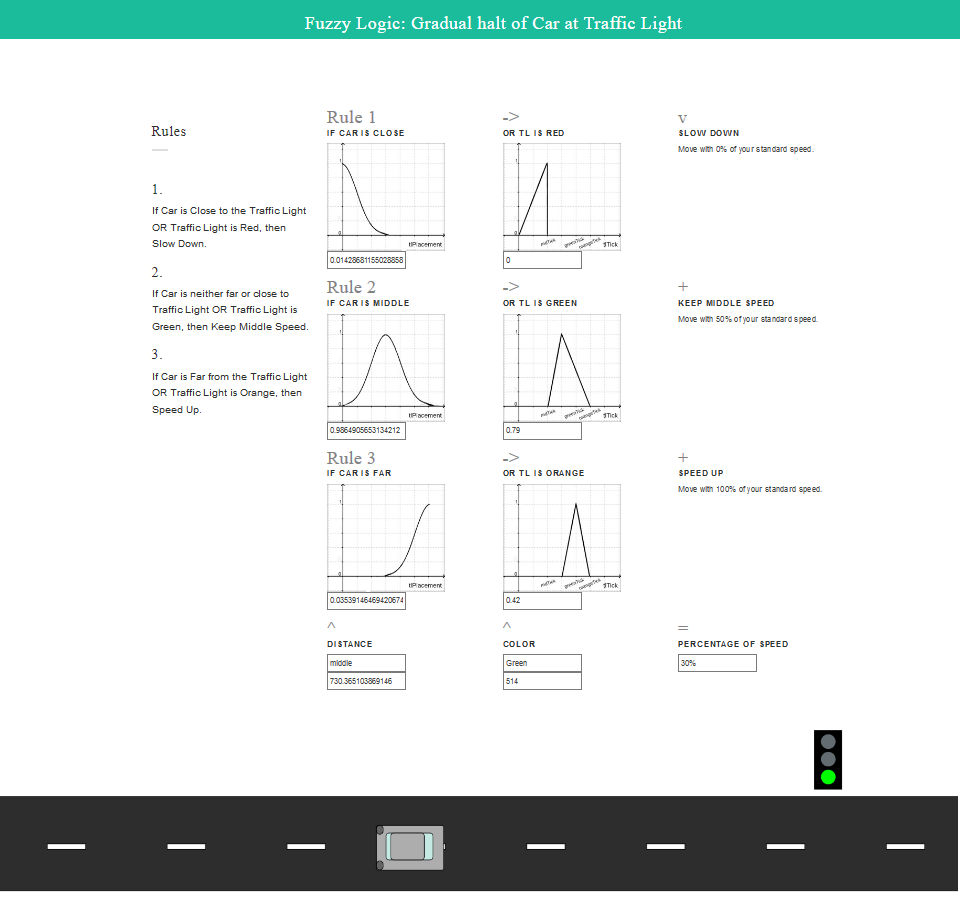 Fuzzy Logic: Gradual halt of Car at Traffic Light
Rules
1.
If Car is Close to the Traffic Light
OR Traffic Light is Red, then
Slow Down.
2.
If Car is neither far or close to
Traffic Light OR Traffic Light is
Green, then Keep Middle Speed.
3.
If Car is Far from the Traffic Light
OR Traffic Light is Orange, then
Speed Up.
Rule 1
IF CAR IS CLOSE
1
0
tlPlacement
0.01428681155028858
->
OR TL IS RED
0
redTick
greenTick
orangeTick
tlTick
0
v
SLOW DOWN
Move with 0% of your standard speed.
Rule 2
IF CAR IS MIDDLE
1
0
tlPlacement
0.9864905653134212
->
OR TL IS GREEN
0
redTick
greenTick
orangeTick
tlTick
0.79
+
KEEP MIDDLE SPEED
Move with 50% of your standard speed.
Rule 3
IF CAR IS FAR
1
0
tlPlacement
0.03539146469420674
->
OR TL IS ORANGE
1
0
redTick
greenTick
orangeTick
tlTick
0.42
+
SPEED UP
Move with 100% of your standard speed.
^
DISTANCE
middle
730.365103869146
^
COLOR
Green
514
=
PERCENTAGE OF SPEED
30%